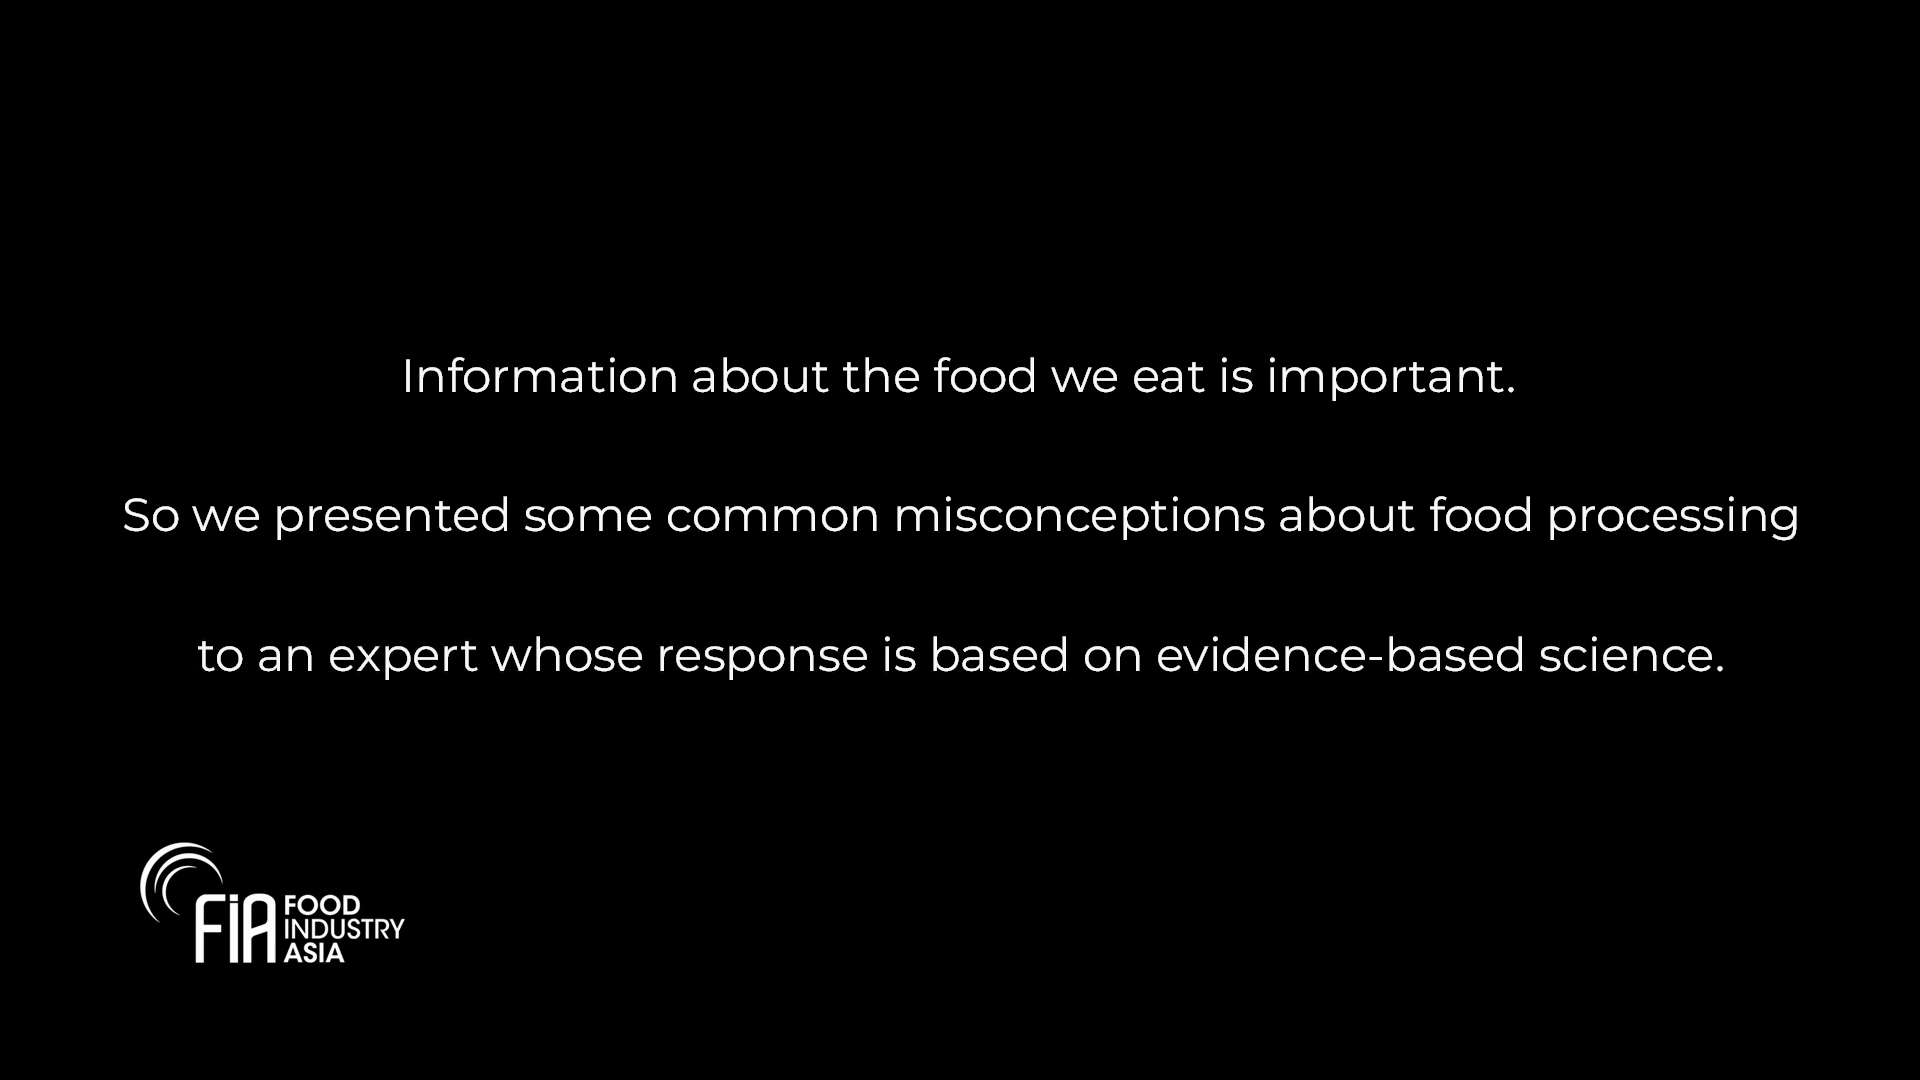 Information about the food we eat is important.
So we presented some common misconceptions about food processing
to an expert whose response is based on evidence-based science.
FiA FOOD
INDUSTRY
ASIA